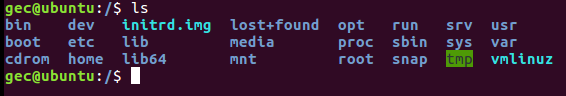 gec@ubuntu:/$ ls
bin    dev   initrd.img  lost+found  opt   run   srv  usr
boot   etc   lib         media       proc  sbin  sys  var
cdrom  home  lib64       mnt         root  snap  tmp  vmlinuz
gec@ubuntu:/$